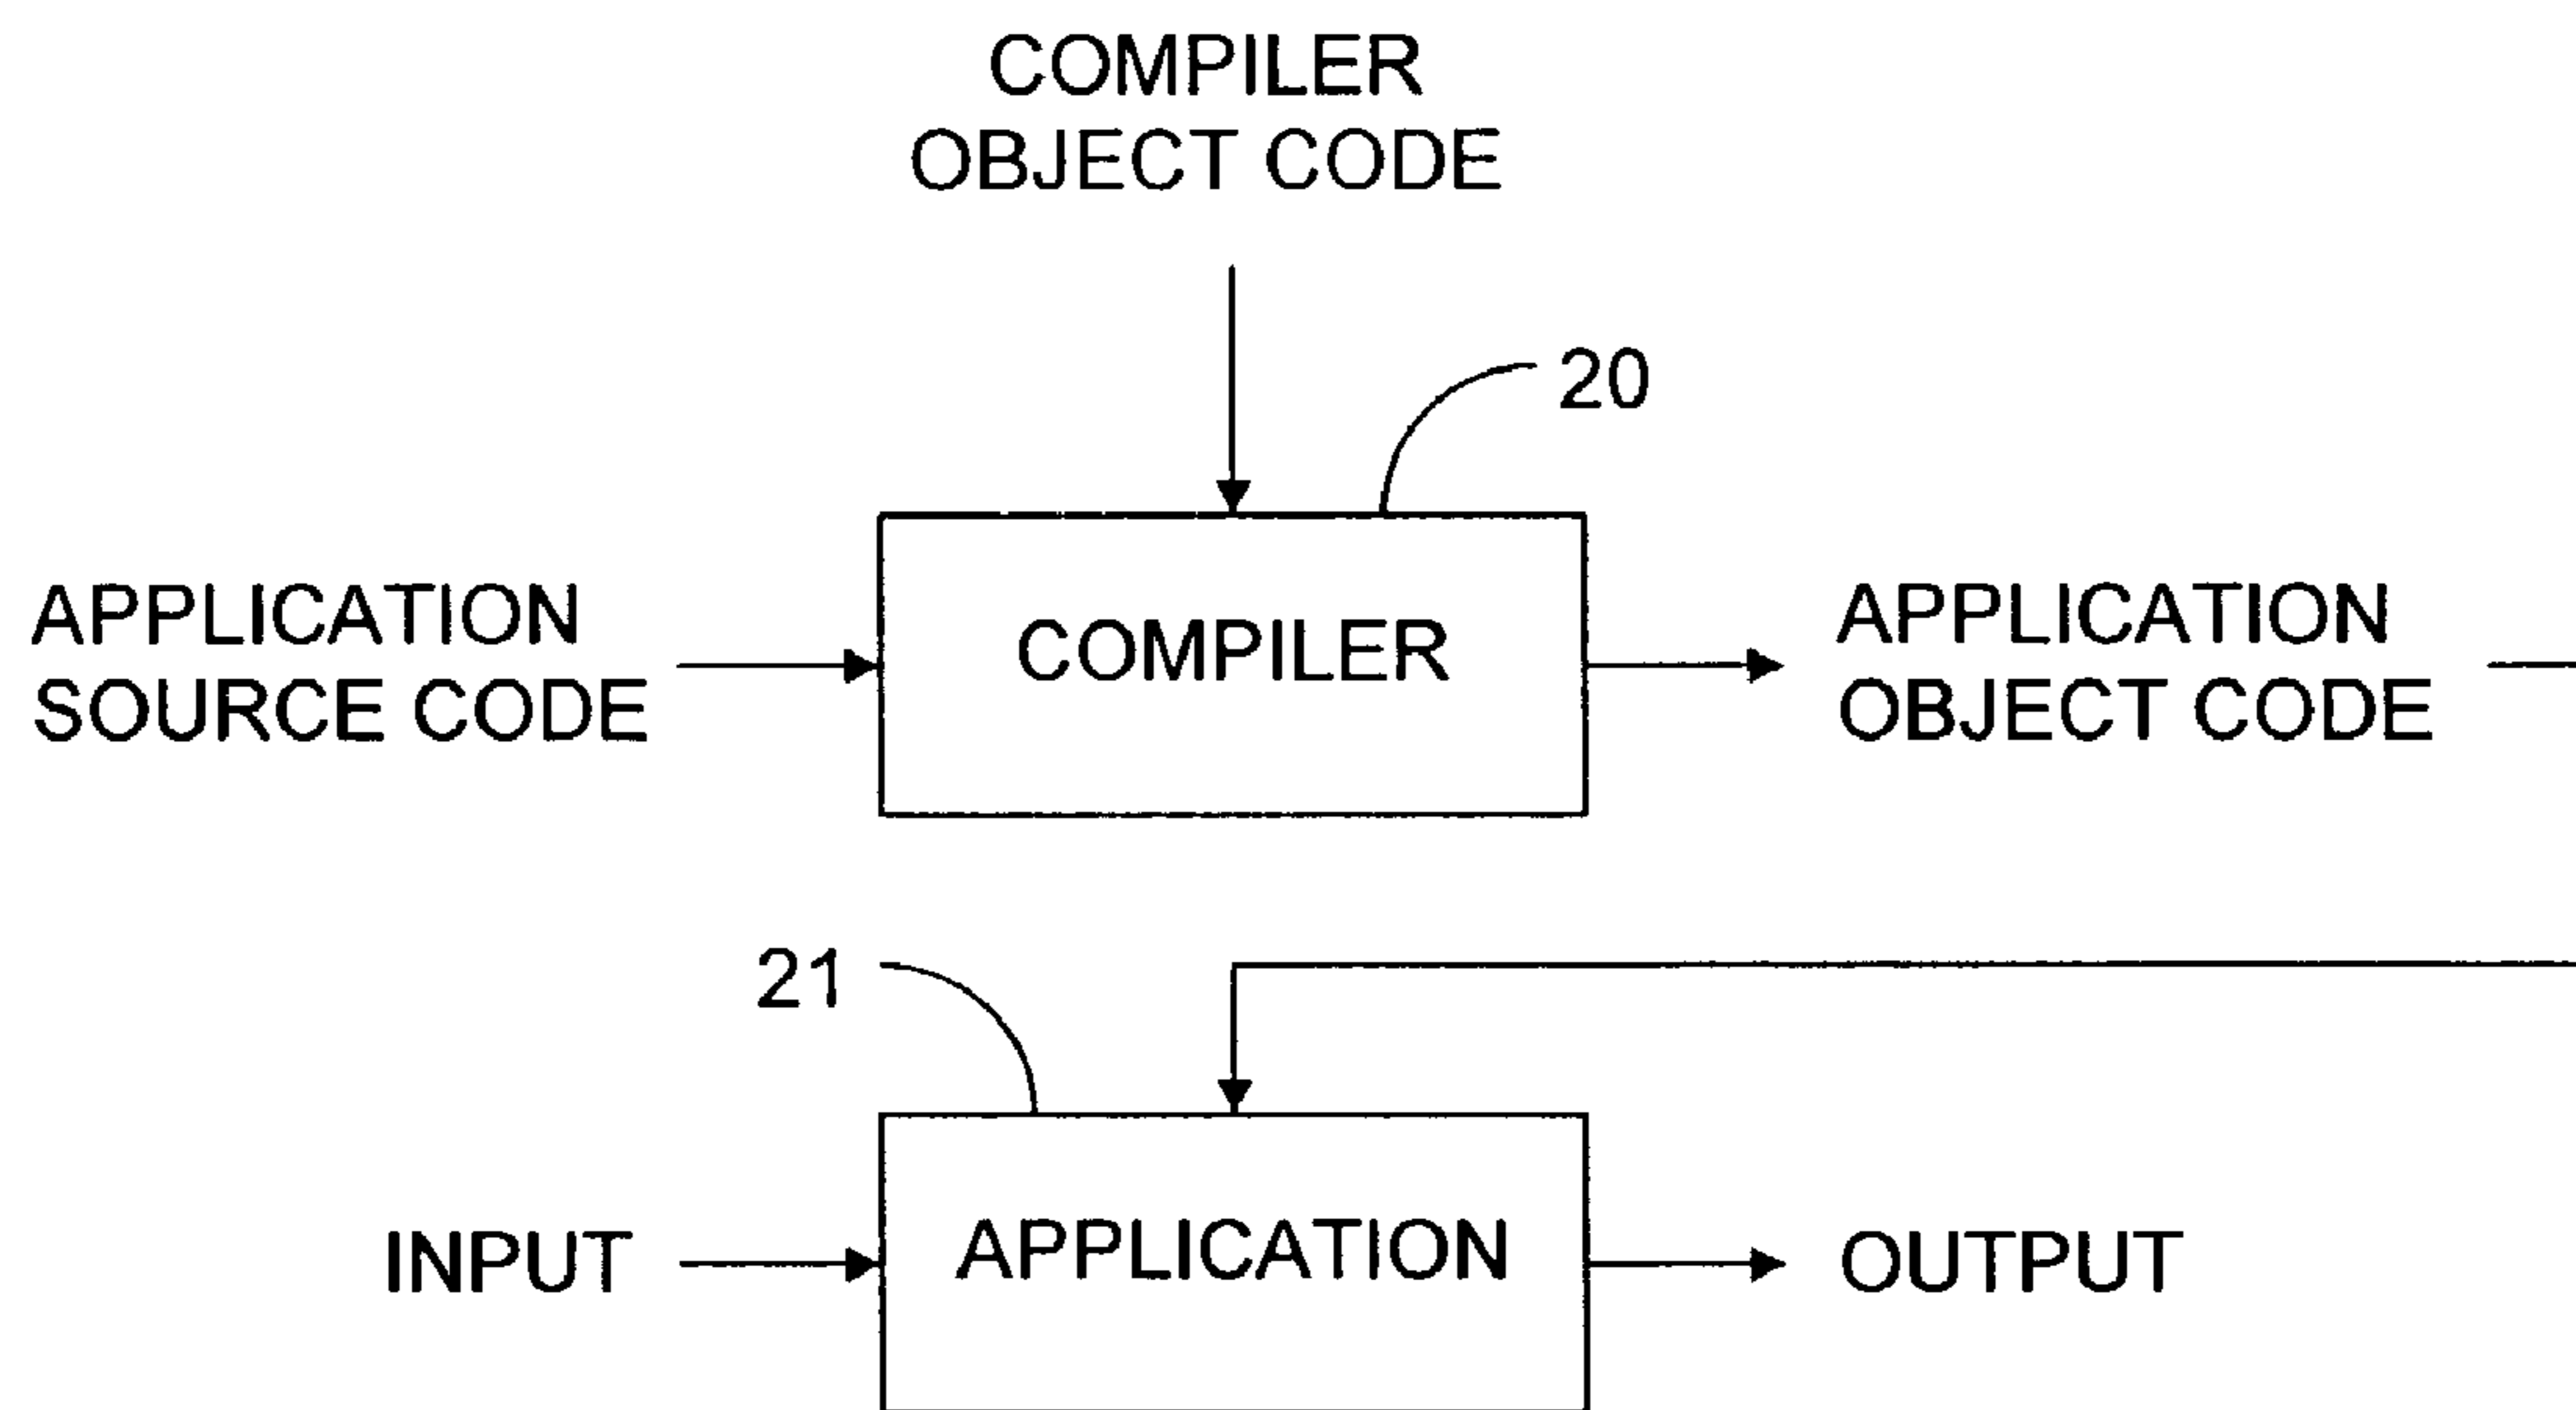 COMPILER
OBJECT CODE
20
APPLICATION
SOURCE CODE
COMPILER
APPLICATION
OBJECT CODE
21
INPUT
APPLICATION
OUTPUT